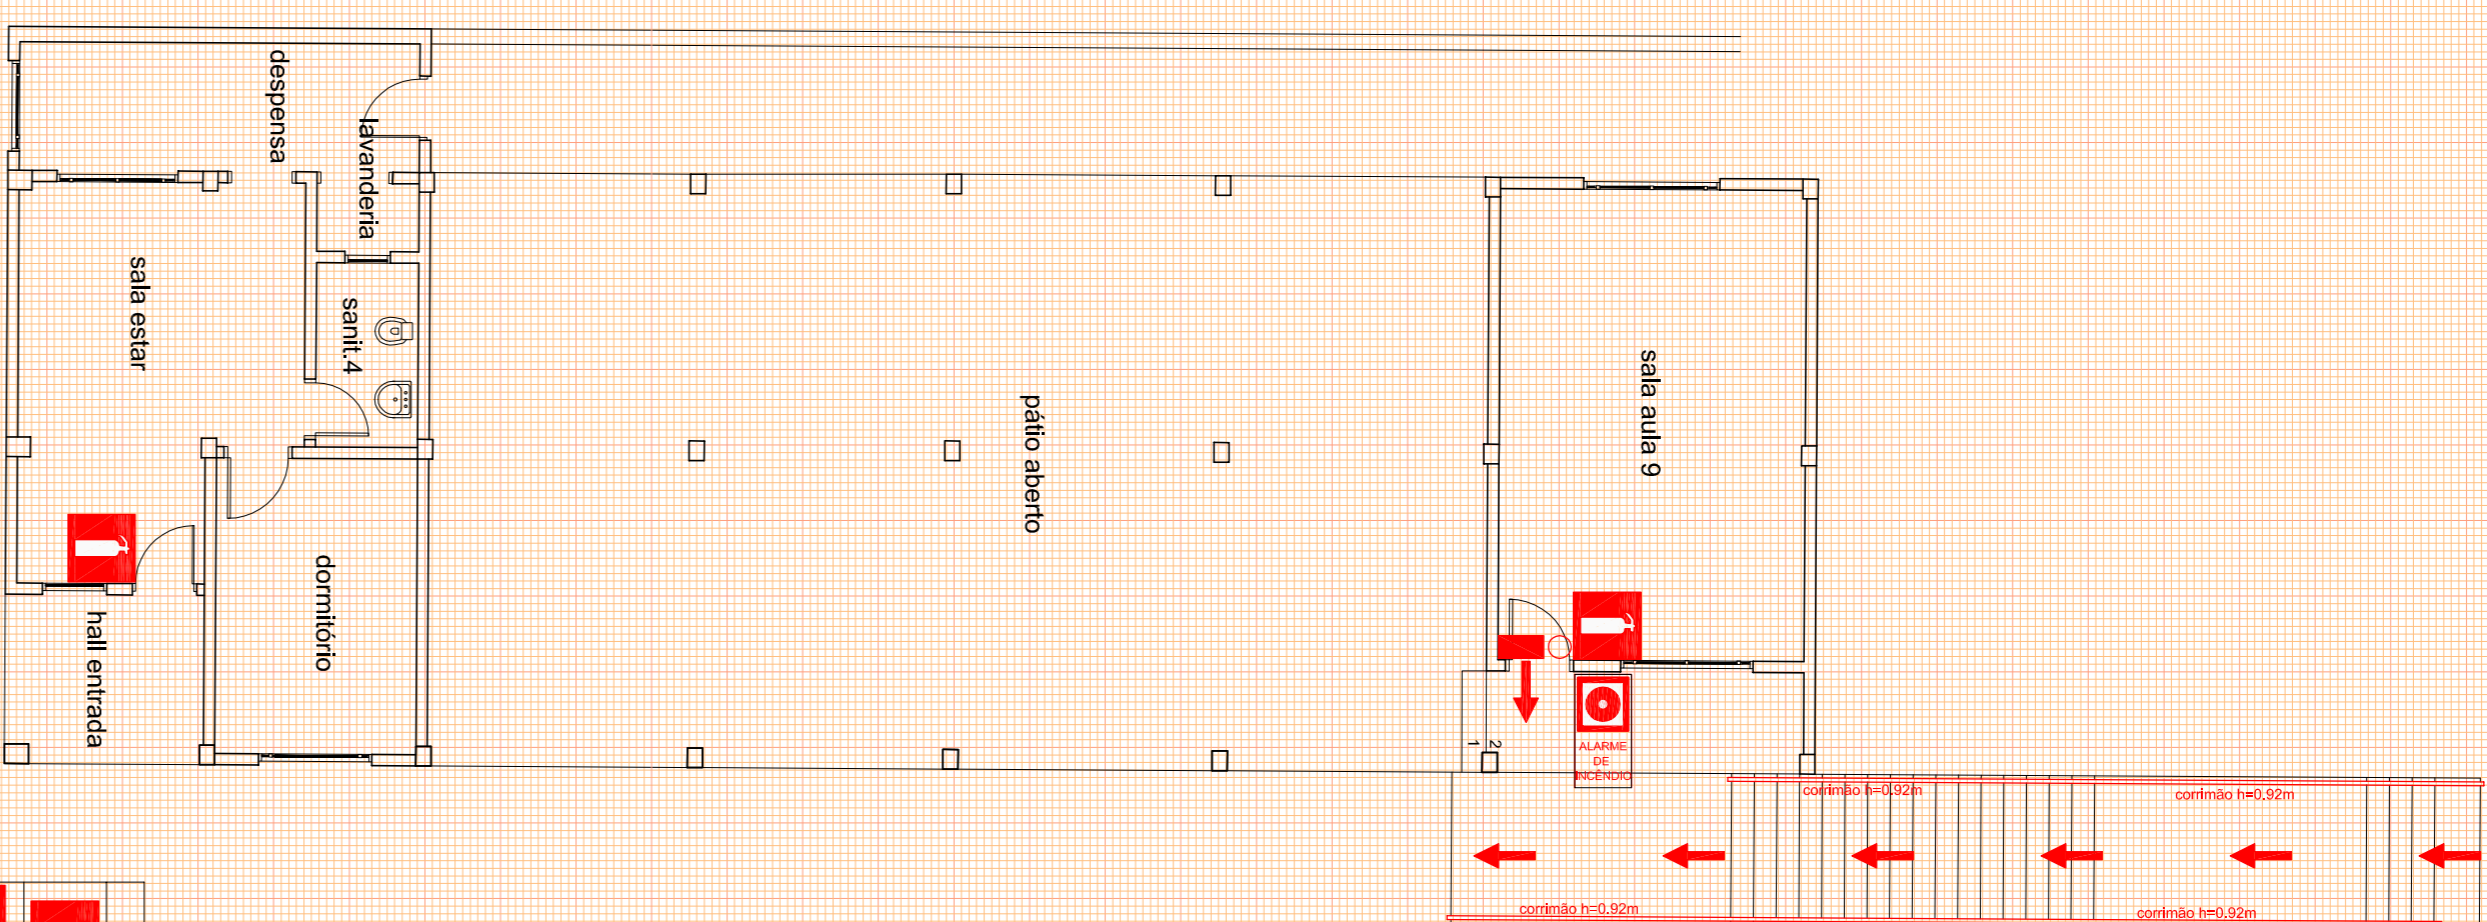 despensa
lavanderia
sala estar
sanit.4
sala aula 9
pátio aberto
dormitório
hall entrada
1
2
ALARME
DE
INCÊNDIO
corrimão h=0.92m
corrimão h=0.92m
corrimão h=0.92m
corrimão h=0.92m